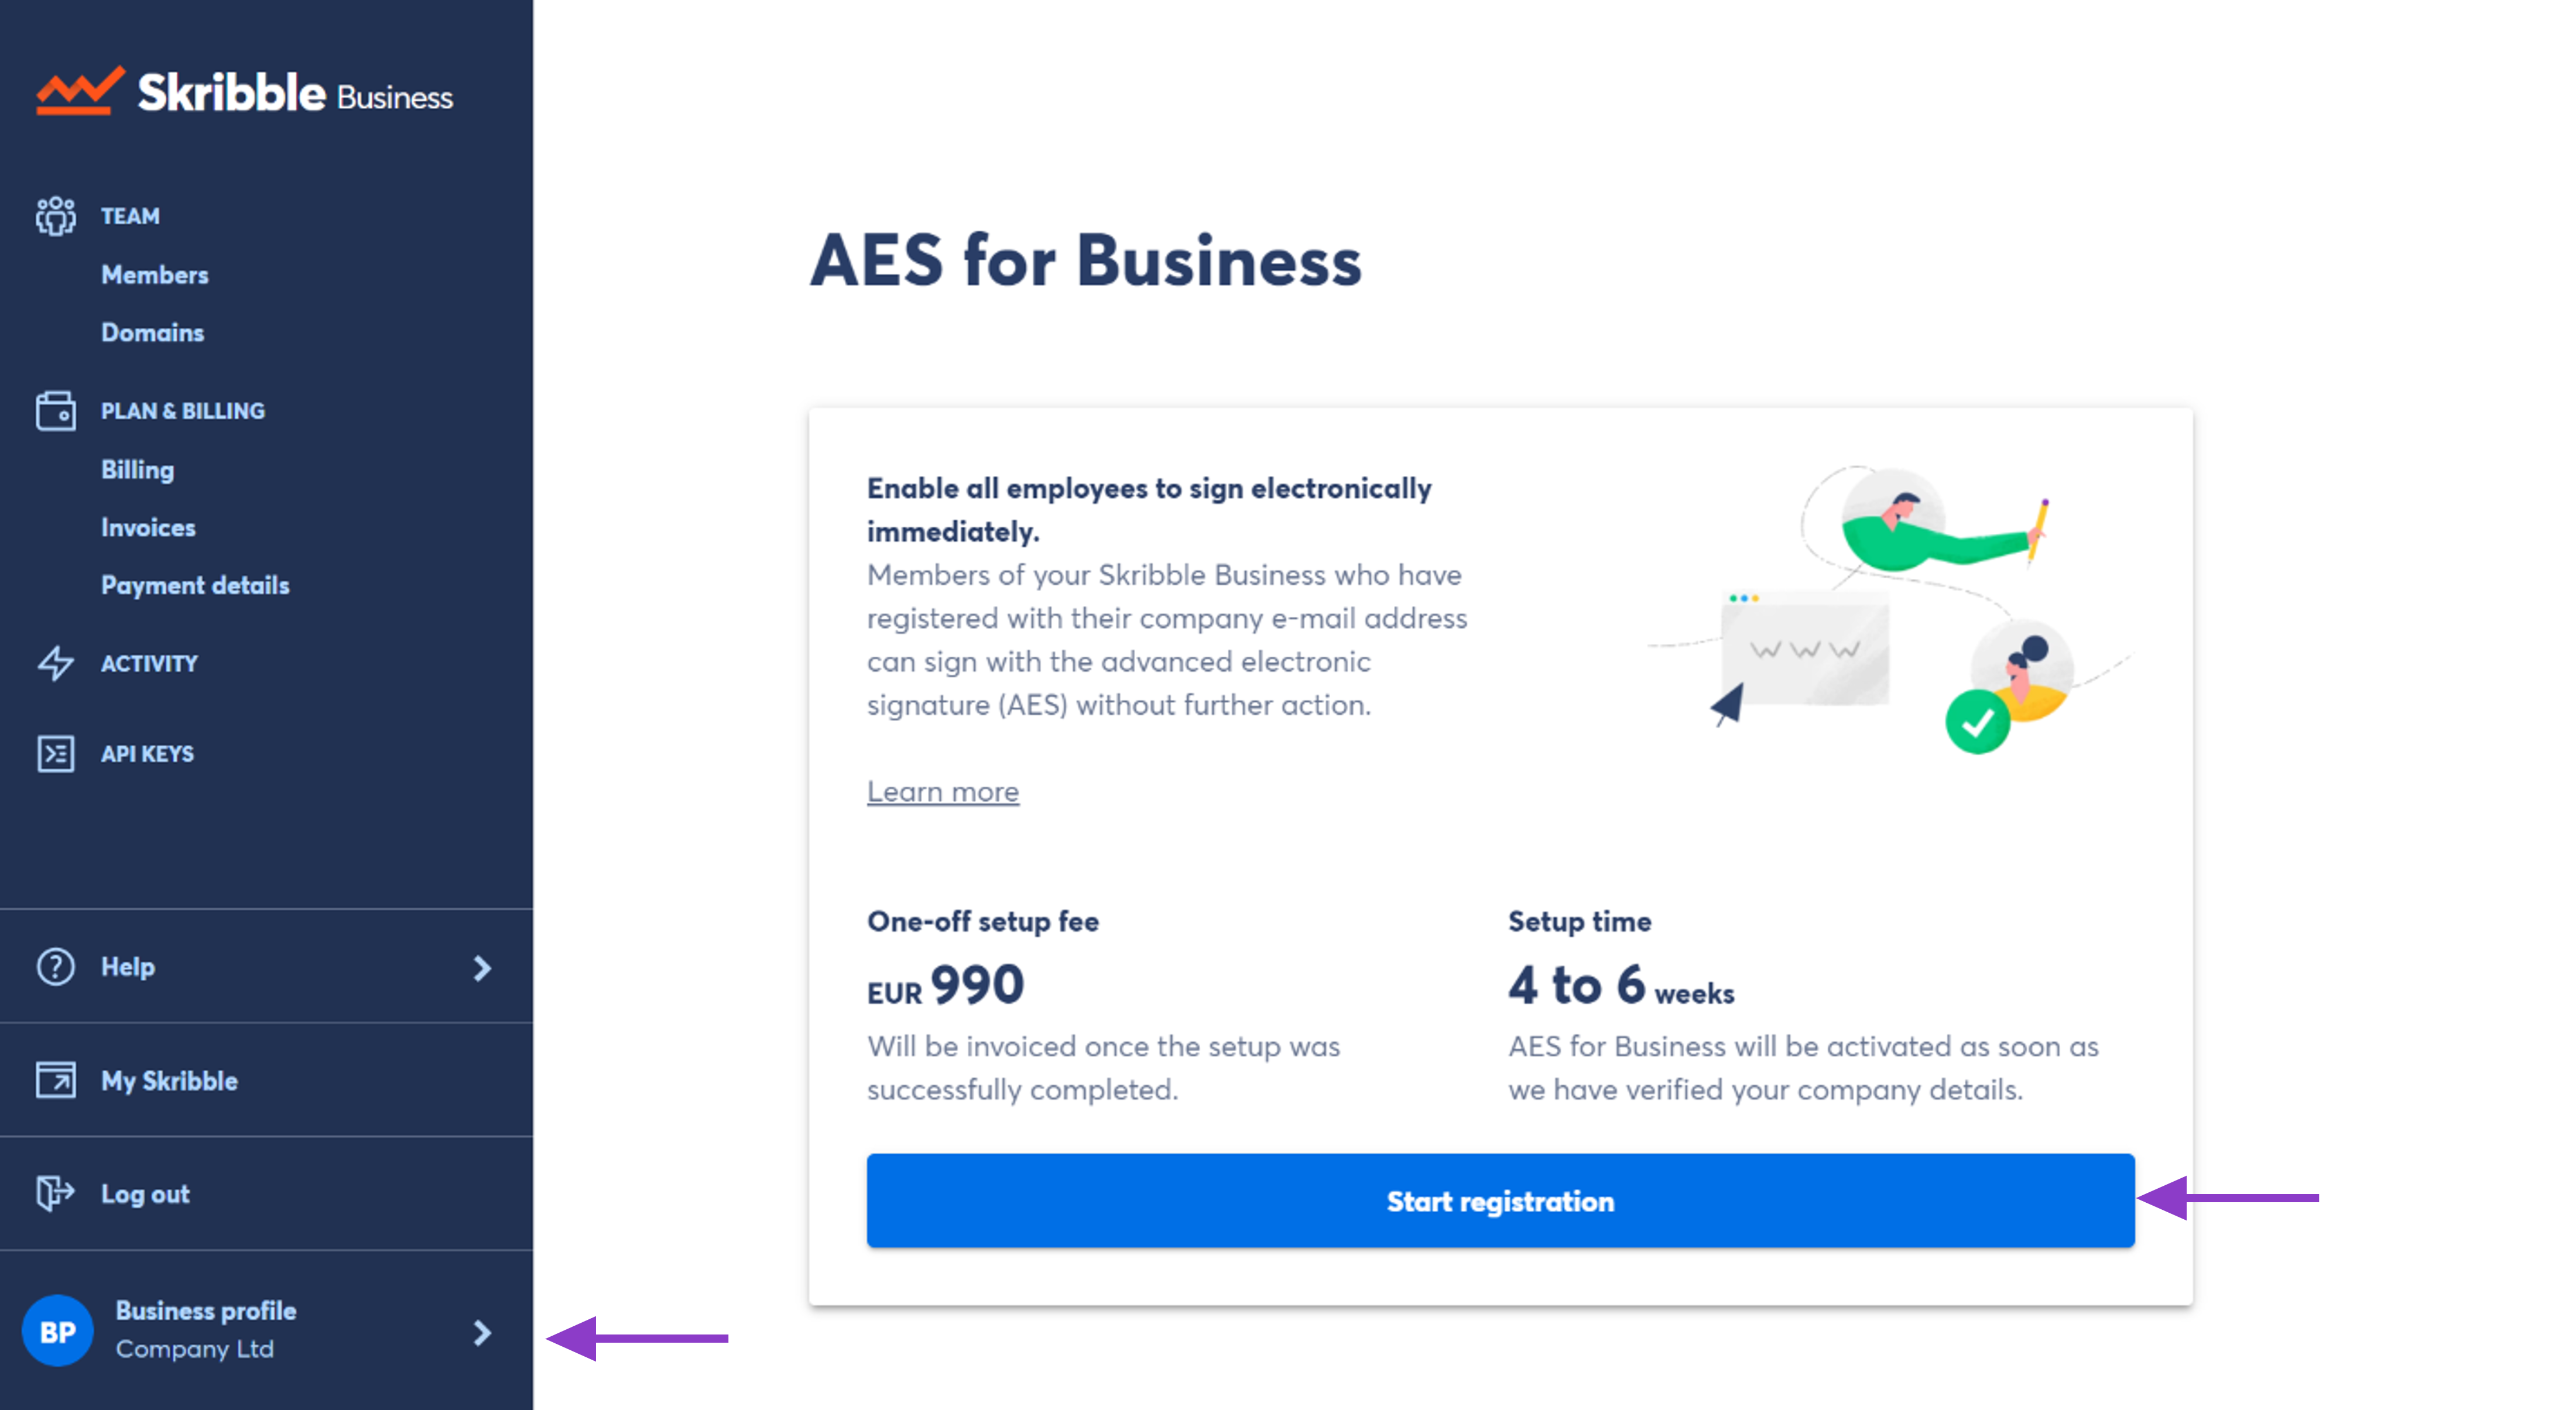 Skribble Business
TEAM
Members
Domains
PLAN & BILLING
Billing
Invoices
Payment details
ACTIVITY
API KEYS
Help
My Skribble
Log out
BP
Business profile
Company Ltd
AES for Business
Enable all employees to sign electronically
immediately.
Members of your Skribble Business who have
registered with their company e-mail address
can sign with the advanced electronic
signature (AES) without further action.
Learn more
W W W
One-off setup fee
EUR 990
Will be invoiced once the setup was
successfully completed.
Setup time
4 to 6 weeks
AES for Business will be activated as soon as
we have verified your company details.
Start registration